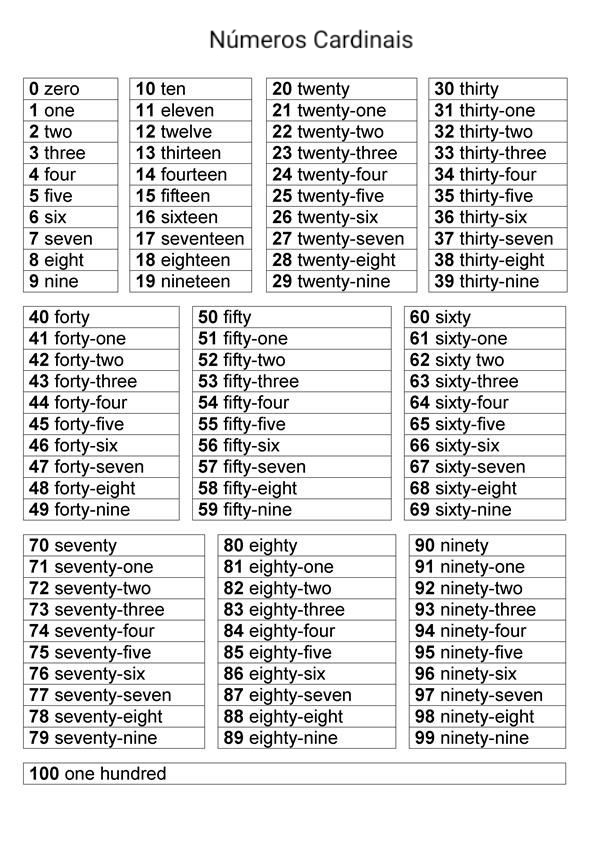 Números Cardinais
0 zero
1 one
2 two
3 three
4 four
5 five
6 six
7 seven
8 eight
9 nine
10 ten
11 eleven
12 twelve
13 thirteen
14 fourteen
15 fifteen
16 sixteen
17 seventeen
18 eighteen
19 nineteen
20 twenty
21 twenty-one
22 twenty-two
23 twenty-three
24 twenty-four
25 twenty-five
26 twenty-six
27 twenty-seven
28 twenty-eight
29 twenty-nine
30 thirty
31 thirty-one
32 thirty-two
33 thirty-three
34 thirty-four
35 thirty-five
36 thirty-six
37 thirty-seven
38 thirty-eight
39 thirty-nine
40 forty
41 forty-one
42 forty-two
43 forty-three
44 forty-four
45 forty-five
46 forty-six
47 forty-seven
48 forty-eight
49 forty-nine
50 fifty
51 fifty-one
52 fifty-two
53 fifty-three
54 fifty-four
55 fifty-five
56 fifty-six
57 fifty-seven
58 fifty-eight
59 fifty-nine
60 sixty
61 sixty-one
62 sixty two
63 sixty-three
64 sixty-four
65 sixty-five
66 sixty-six
67 sixty-seven
68 sixty-eight
69 sixty-nine
70 seventy
71 seventy-one
72 seventy-two
73 seventy-three
74 seventy-four
75 seventy-five
76 seventy-six
77 seventy-seven
78 seventy-eight
79 seventy-nine
80 eighty
81 eighty-one
82 eighty-two
83 eighty-three
84 eighty-four
85 eighty-five
86 eighty-six
87 eighty-seven
88 eighty-eight
89 eighty-nine
90 ninety
91 ninety-one
92 ninety-two
93 ninety-three
94 ninety-four
95 ninety-five
96 ninety-six
97 ninety-seven
98 ninety-eight
99 ninety-nine
100 one hundred